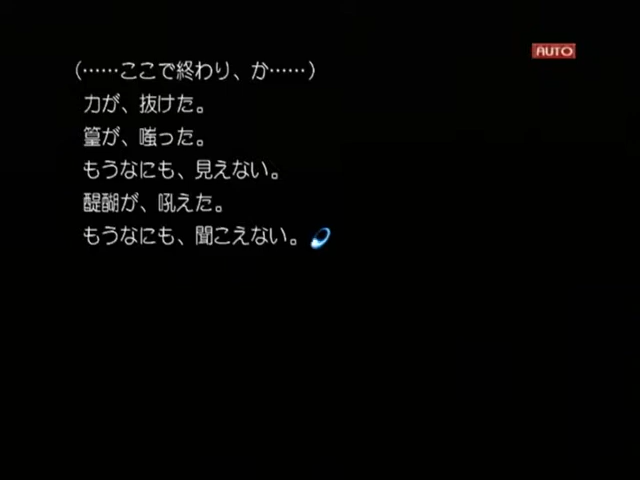 AUTO
(……ここで終わり、か……)
力が、抜けた。
篁が、嗤った。
もうなにも、見えない。
醍醐が、吼えた。
もうなにも、聞こえない。